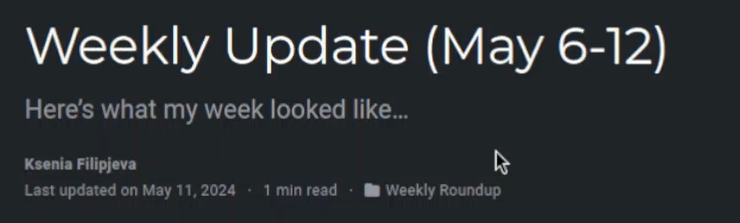 Weekly Update (May 6-12)
Here's what my week looked like...
Ksenia Filipjeva
Last updated on May 11, 2024 · 1 min read · Weekly Roundup